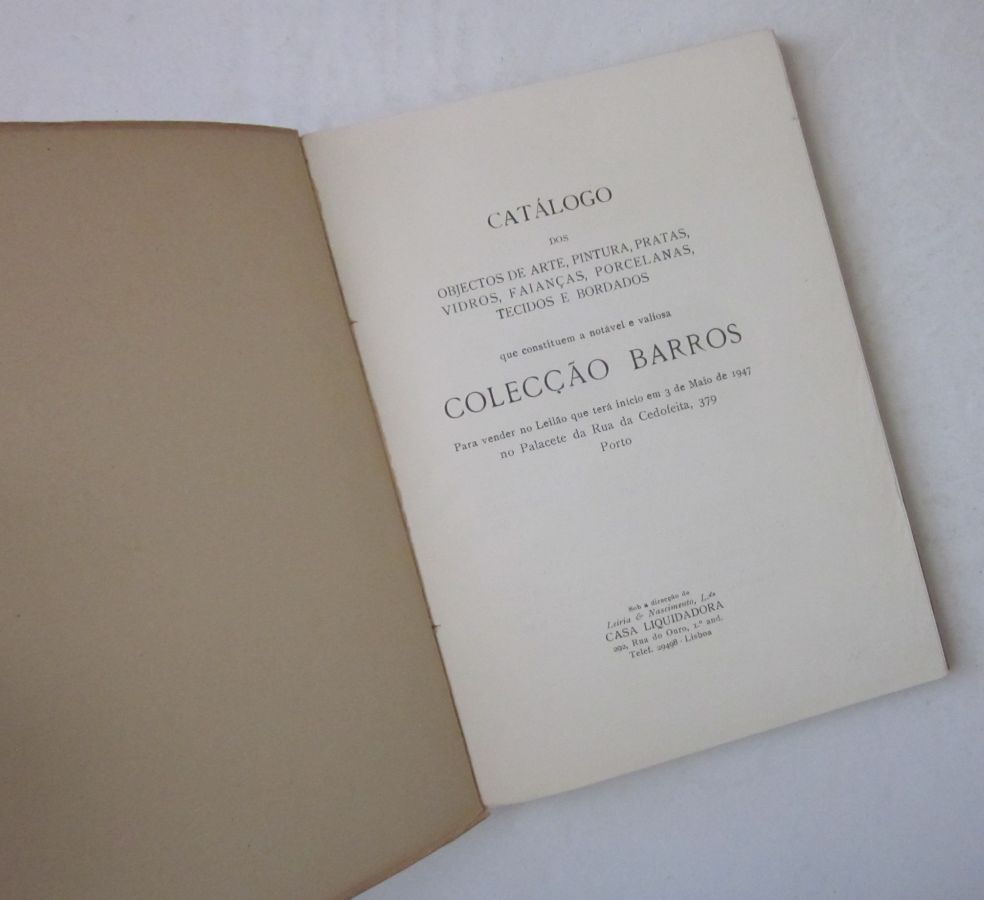 CATÁLOGO
DOS
OBJECTOS DE ARTE, PINTURA, PRATAS,
VIDROS, FAIANÇAS, PORCELANAS,
TECIDOS E BORDADOS
que constituem a notável e valiosa
COLECÇÃO BARROS
Para vender no Leilão que terá início em 3 de Maio de 1947
no Palacete da Rua da Cedofeita, 379
Porto
Sob a direcção de
Leiria & Nascimento, L.da
CASA LIQUIDADORA
292, Rua do Ouro, 1.º and.
Telef. 29498 - Lisboa